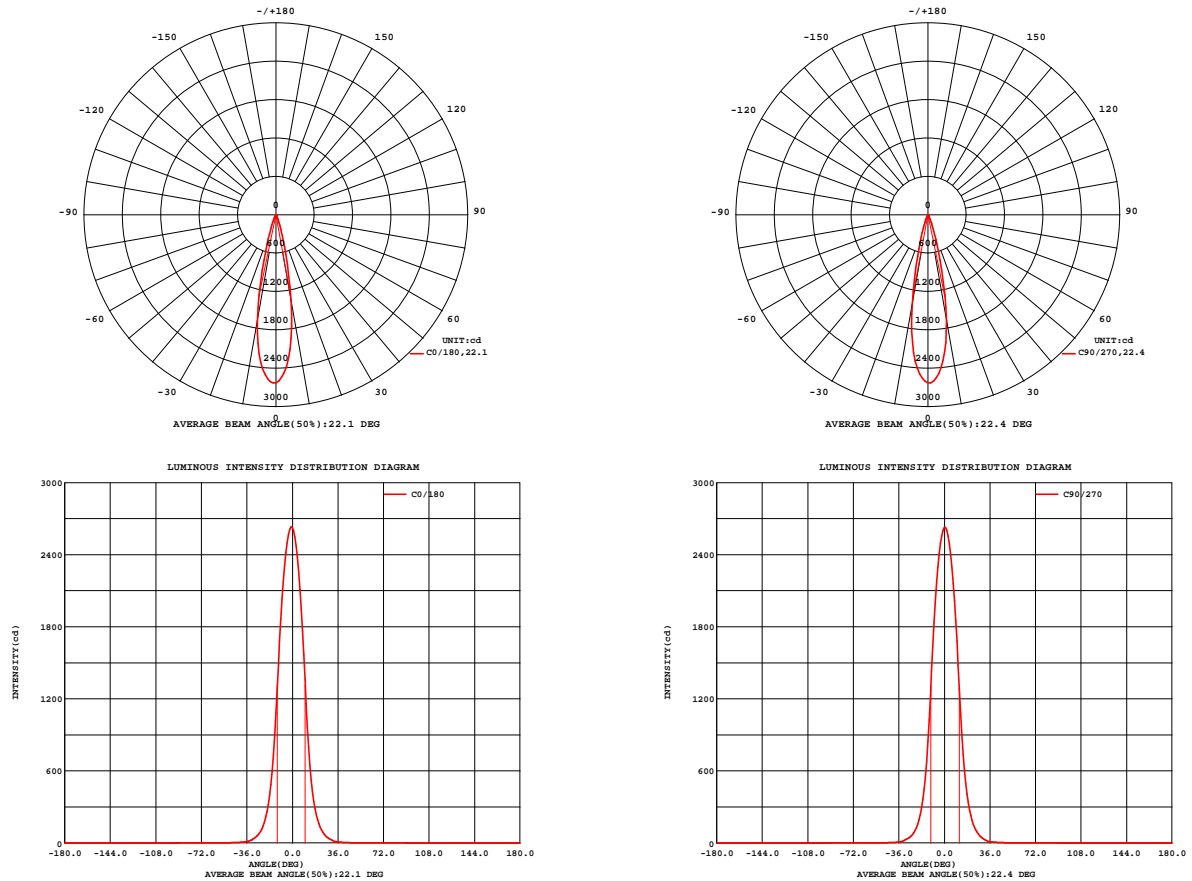 -/+180
-150
150
-120
120
-90
90
-60
60
-30
30
0
0
600
1200
1800
2400
3000
UNIT:cd
C0/180,22.1
AVERAGE BEAM ANGLE(50%):22.1 DEG
-/+180
-150
150
-120
120
-90
90
-60
60
-30
30
0
0
600
1200
1800
2400
3000
UNIT:cd
C90/270,22.4
AVERAGE BEAM ANGLE(50%):22.4 DEG
LUMINOUS INTENSITY DISTRIBUTION DIAGRAM
C0/180
INTENSITY(cd)
3000
2400
1800
1200
600
0
-180.0 -144.0 -108.0 -72.0 -36.0 0.0 36.0 72.0 108.0 144.0 180.0
ANGLE(DEG)
AVERAGE BEAM ANGLE(50%):22.1 DEG
LUMINOUS INTENSITY DISTRIBUTION DIAGRAM
C90/270
INTENSITY(cd)
3000
2400
1800
1200
600
0
-180.0 -144.0 -108.0 -72.0 -36.0 0.0 36.0 72.0 108.0 144.0 180.0
ANGLE(DEG)
AVERAGE BEAM ANGLE(50%):22.4 DEG